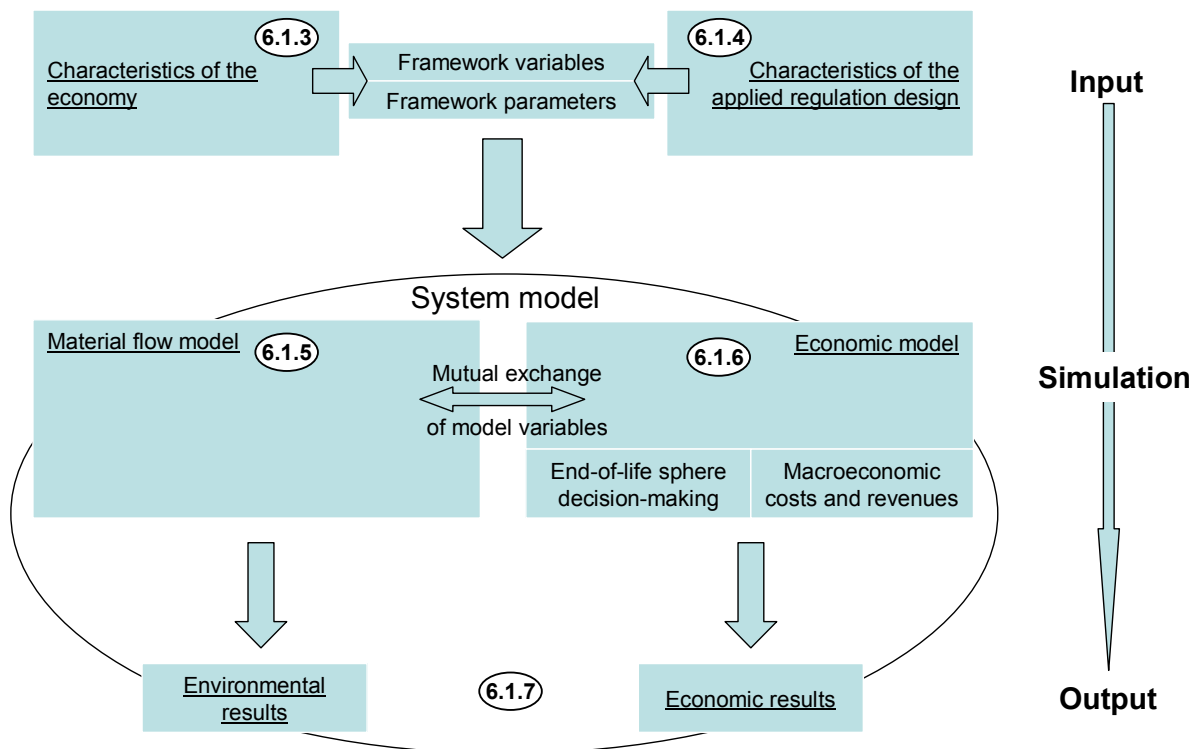 6.1.3
Characteristics of the
economy
Framework variables
Framework parameters
6.1.4
Characteristics of the
applied regulation design
Input
System model
Material flow model
6.1.5
Mutual exchange
of model variables
6.1.6
Economic model
End-of-life sphere
decision-making
Macroeconomic
costs and revenues
Simulation
Environmental
results
6.1.7
Economic results
Output